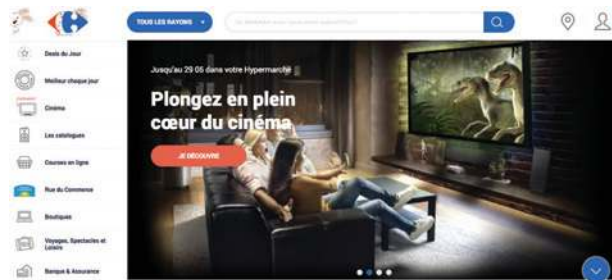 TOUS LES RAYONS
Deals du Jour
Meilleur chaque jour
Cinéma
Les catalogues
Courses en ligne
Rue du Commerce
Boutiques
Voyages, Spectacles et
Loisirs
Banque & Assurance
Jusqu'au 29 05 dans votre Hypermarché
Plongez en plein
cœur du cinéma
JE DÉCOUVRE